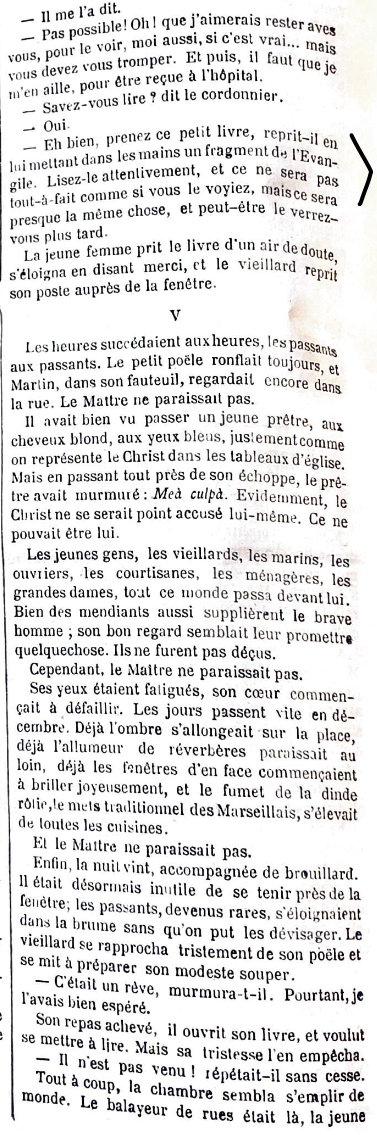 — Il me l'a dit.
— Pas possible! Oh! que j'aimerais rester avec
vous, pour le voir, moi aussi, si c'est vrai... mais
vous devez vous tromper. Et puis, il faut que je
m'en aille, pour être reçue à l'hôpital.
— Savez-vous lire ? dit le cordonnier.
— Oui.
— Eh bien, prenez ce petit livre, reprit-il en
lui mettant dans les mains un fragment de l'Evan-
gile. Lisez-le attentivement, et ce ne sera pas
tout-à-fait comme si vous le voyiez, mais ce sera
presque la même chose, et peut-être le verrez-
vous plus tard.
La jeune femme prit le livre d'un air de doute,
s'éloigna en disant merci, et le vieillard reprit
son poste auprès de la fenêtre.
V
Les heures succédaient aux heures, les passants
aux passants. Le petit poële ronflait toujours, et
Martin, dans son fauteuil, regardait encore dans
la rue. Le Maître ne paraissait pas.
Il avait bien vu passer un jeune prêtre, aux
cheveux blond, aux yeux bleus, justement comme
on représente le Christ dans les tableaux d'église.
Mais en passant tout près de son échoppe, le prê-
tre avait murmuré : Meà culpà. Evidemment, le
Christ ne se serait point accusé lui-même. Ce ne
pouvait être lui.
Les jeunes gens, les vieillards, les marins, les
ouvriers, les courtisanes, les ménagères, les
grandes dames, tout ce monde passa devant lui.
Bien des mendiants aussi supplièrent le brave
homme ; son bon regard semblait leur promettre
quelquechose. Ils ne furent pas déçus.
Cependant, le Maître ne paraissait pas.
Ses yeux étaient fatigués, son cœur commen-
çait à défaillir. Les jours passent vite en dé-
cembre. Déjà l'ombre s'allongeait sur la place,
déjà l'allumeur de réverbères paraissait au
loin, déjà les fenêtres d'en face commençaient
à briller joyeusement, et le fumet de la dinde
rôtie, le mets traditionnel des Marseillais, s'élevait
de toutes les cuisines.
Et le Maître ne paraissait pas.
Enfin, la nuit vint, accompagnée de brouillard.
Il était désormais inutile de se tenir près de la
fenêtre; les passants, devenus rares, s'éloignaient
dans la brume sans qu'on put les dévisager. Le
vieillard se rapprocha tristement de son poële et
se mit à préparer son modeste souper.
— C'était un rêve, murmura-t-il. Pourtant, je
l'avais bien espéré.
Son repas achevé, il ouvrit son livre, et voulut
se mettre à lire. Mais sa tristesse l'en empêcha.
— Il n'est pas venu ! répétait-il sans cesse.
Tout à coup, la chambre sembla s'emplir de
monde. Le balayeur de rues était là, la jeune